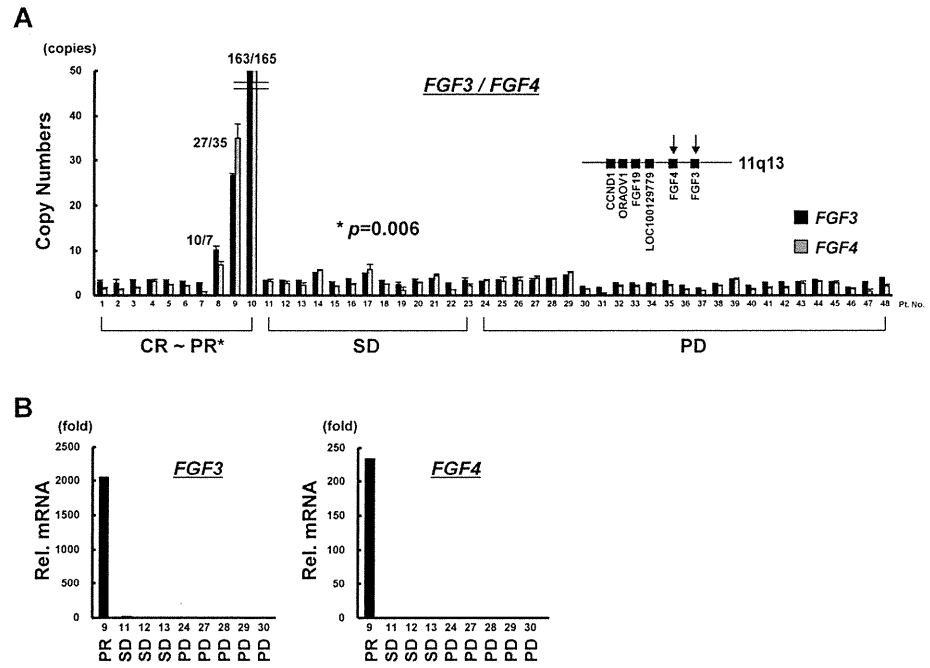 A
(copies)
163/165
50
40
30
20
10
0
Copy Numbers
FGF3 / FGF4
27/35
10/7
* p=0.006
11q13
CCND1
ORAOV1
FGF19
LOC100129779
FGF4
FGF3
FGF3
FGF4
1 2 3 4 5 6 7 8 9 10 11 12 13 14 15 16 17 18 19 20 21 22 23 24 25 26 27 28 29 30 31 32 33 34 35 36 37 38 39 40 41 42 43 44 45 46 47 48 Pt. No.
CR ~ PR* SD PD
B
(fold)
2500
2000
1500
1000
500
0
Rel. mRNA
FGF3
9 11 12 13 24 27 28 29 30
PR SD SD SD PD PD PD PD PD
(fold)
250
200
150
100
50
0
Rel. mRNA
FGF4
9 11 12 13 24 27 28 29 30
PR SD SD SD PD PD PD PD PD